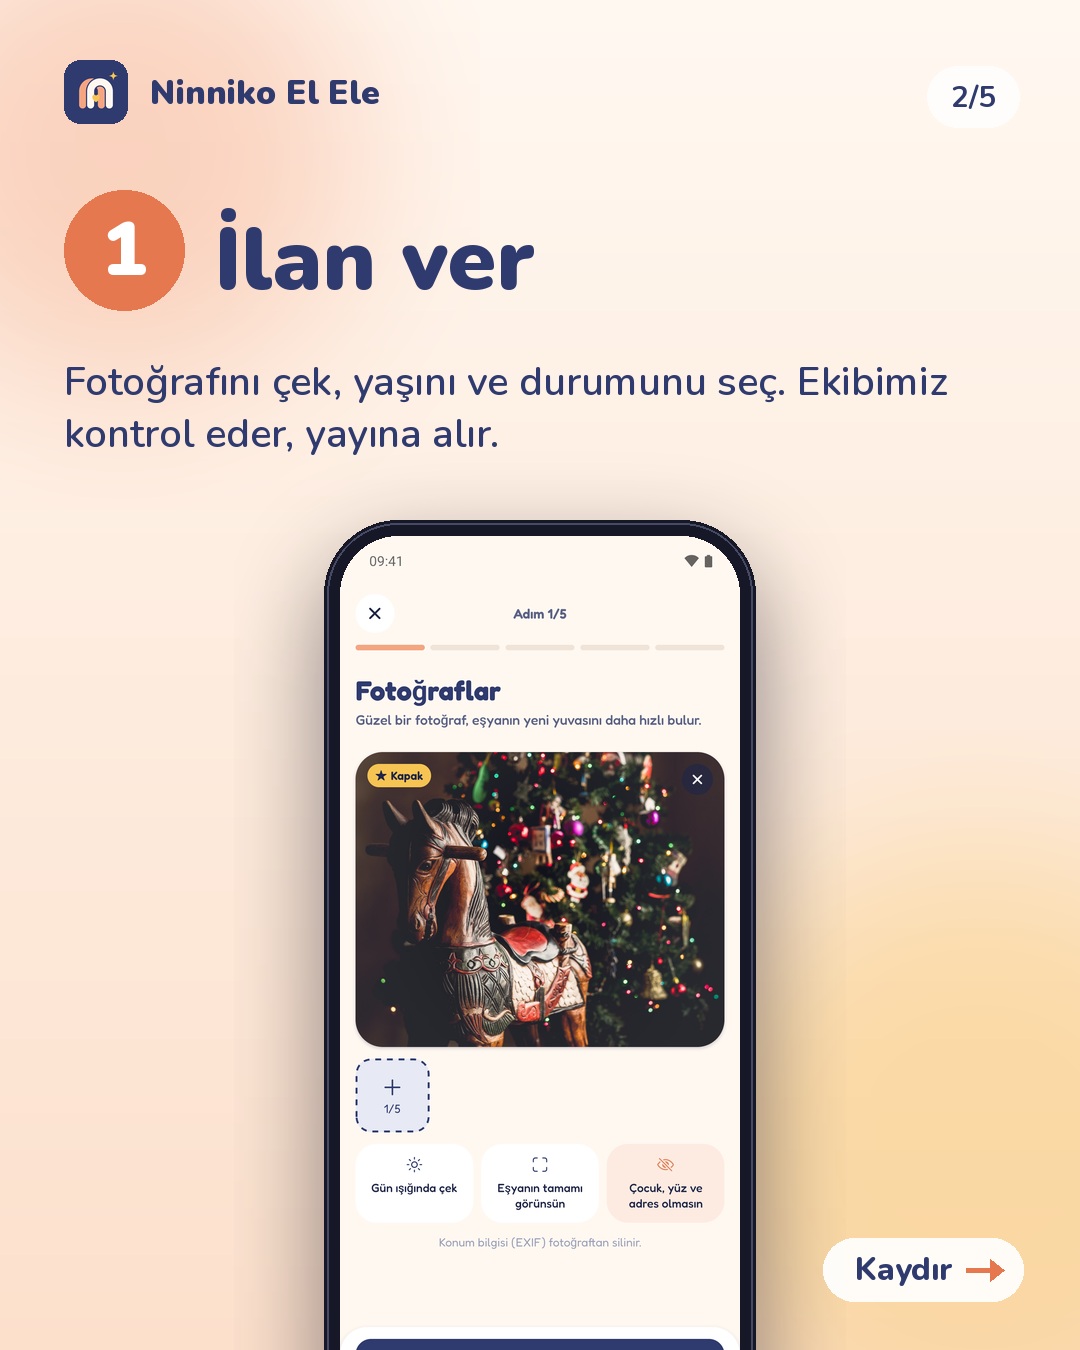 Ninniko El Ele
2/5
1
İlan ver
Fotoğrafını çek, yaşını ve durumunu seç. Ekibimiz
kontrol eder, yayına alır.
09:41
Adım 1/5
Fotoğraflar
Güzel bir fotoğraf, eşyanın yeni yuvasını daha hızlı bulur.
Kapak
1/5
Gün ışığında çek
Eşyanın tamamı
görünsün
Çocuk, yüz ve
adres olmasın
Konum bilgisi (EXIF) fotoğraftan silinir.
Kaydır